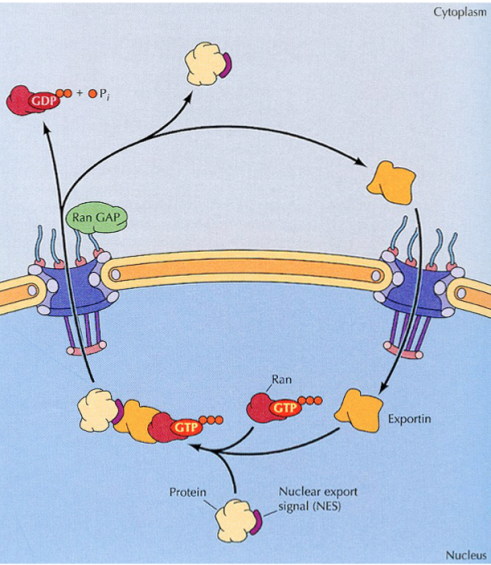 Cytoplasm
GDP
+ Pi
Ran GAP
Ran
GTP
GTP
Exportin
Protein
Nuclear export
signal (NES)
Nucleus